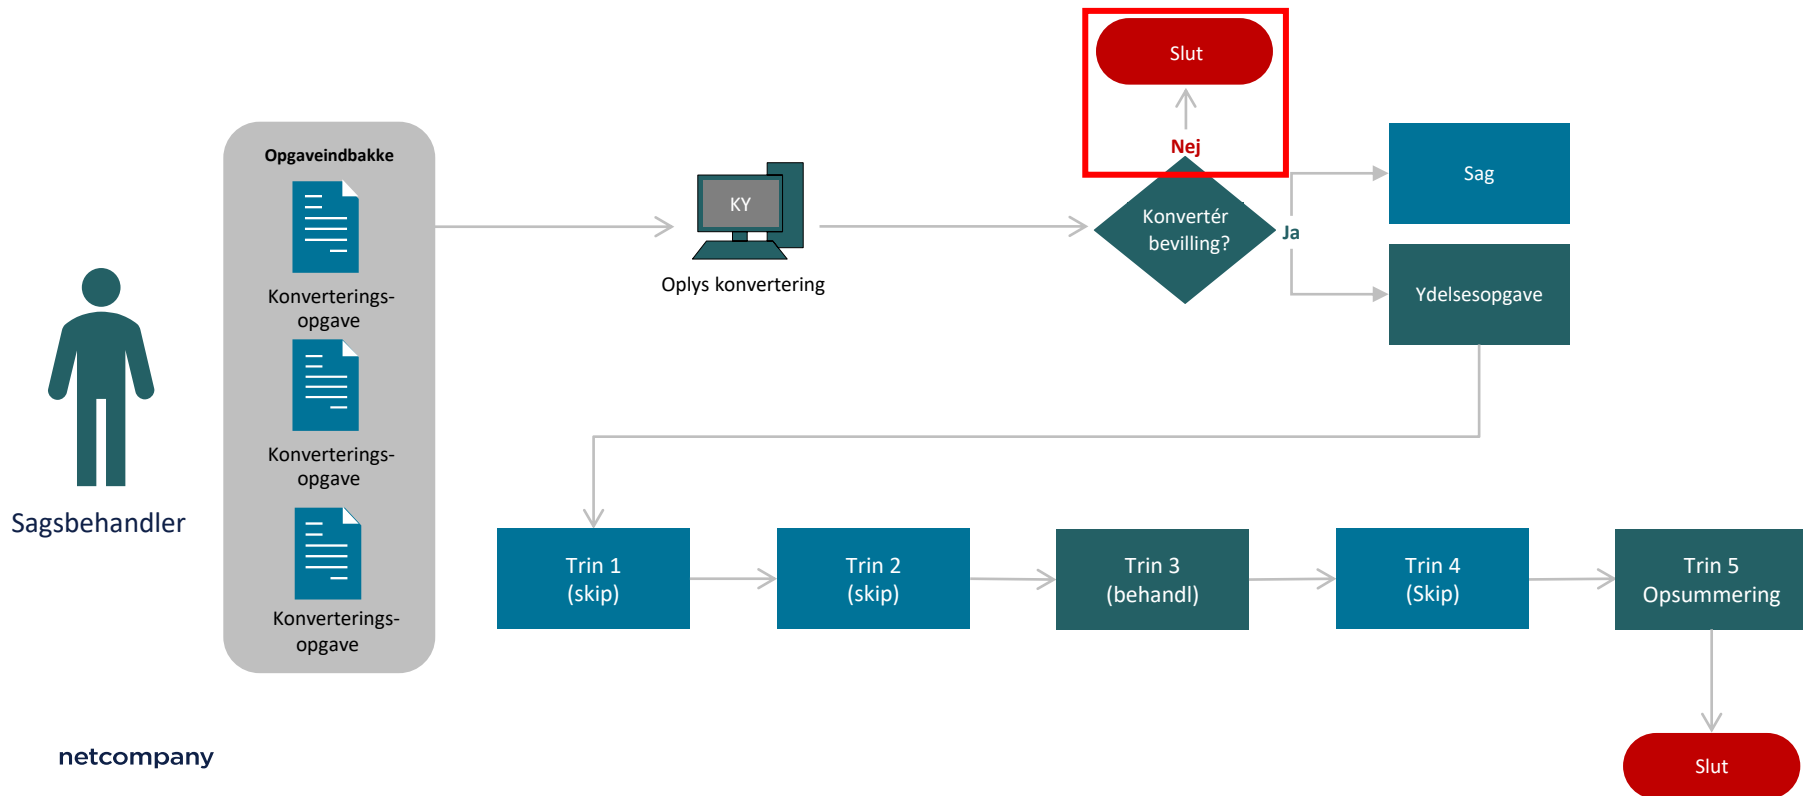 Slut
Nej
Opgaveindbakke
Konverterings-
opgave
Konverterings-
opgave
Konverterings-
opgave
Sagsbehandler
KY
Oplys konvertering
Konvertér
bevilling?
Ja
Sag
Ydelsesopgave
Trin 1
(skip)
Trin 2
(skip)
Trin 3
(behandl)
Trin 4
(Skip)
Trin 5
Opsummering
Slut
netcompany